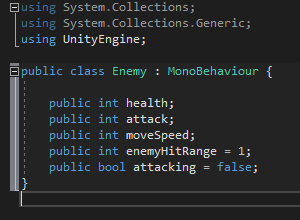 using System.Collections;
using System.Collections.Generic;
using UnityEngine;
public class Enemy : MonoBehaviour {
public int health;
public int attack;
public int moveSpeed;
public int enemyHitRange = 1;
public bool attacking = false;
}